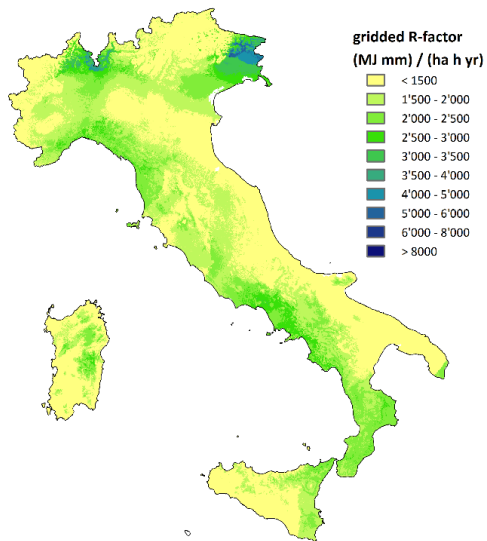 gridded R-factor
(MJ mm) / (ha h yr)
< 1500
1'500 - 2'000
2'000 - 2'500
2'500 - 3'000
3'000 - 3'500
3'500 - 4'000
4'000 - 5'000
5'000 - 6'000
6'000 - 8'000
> 8000